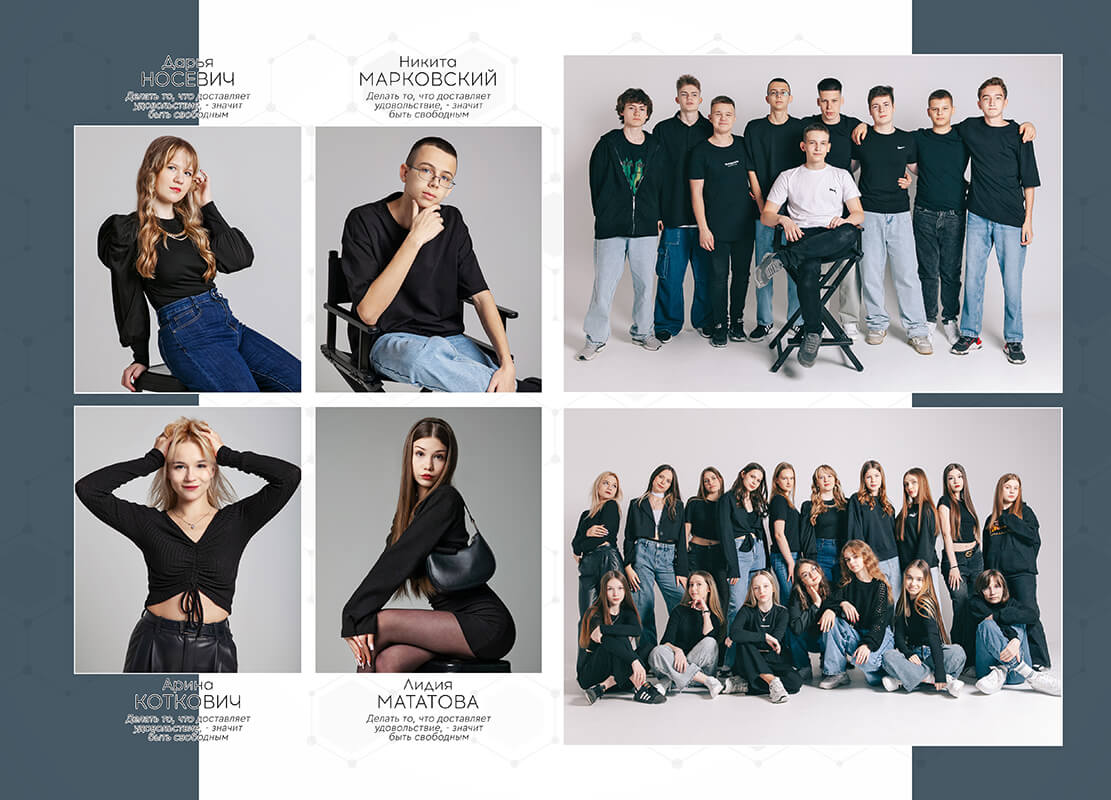 Дарья
НОСЕВИЧ
Делать то, что доставляет
удовольствие, - значит
быть свободным
Никита
МАРКОВСКИЙ
Делать то, что доставляет
удовольствие, - значит
быть свободным
Арина
КОТКОВИЧ
Делать то, что доставляет
удовольствие, - значит
быть свободным
Лидия
МАТАТОВА
Делать то, что доставляет
удовольствие, - значит
быть свободным